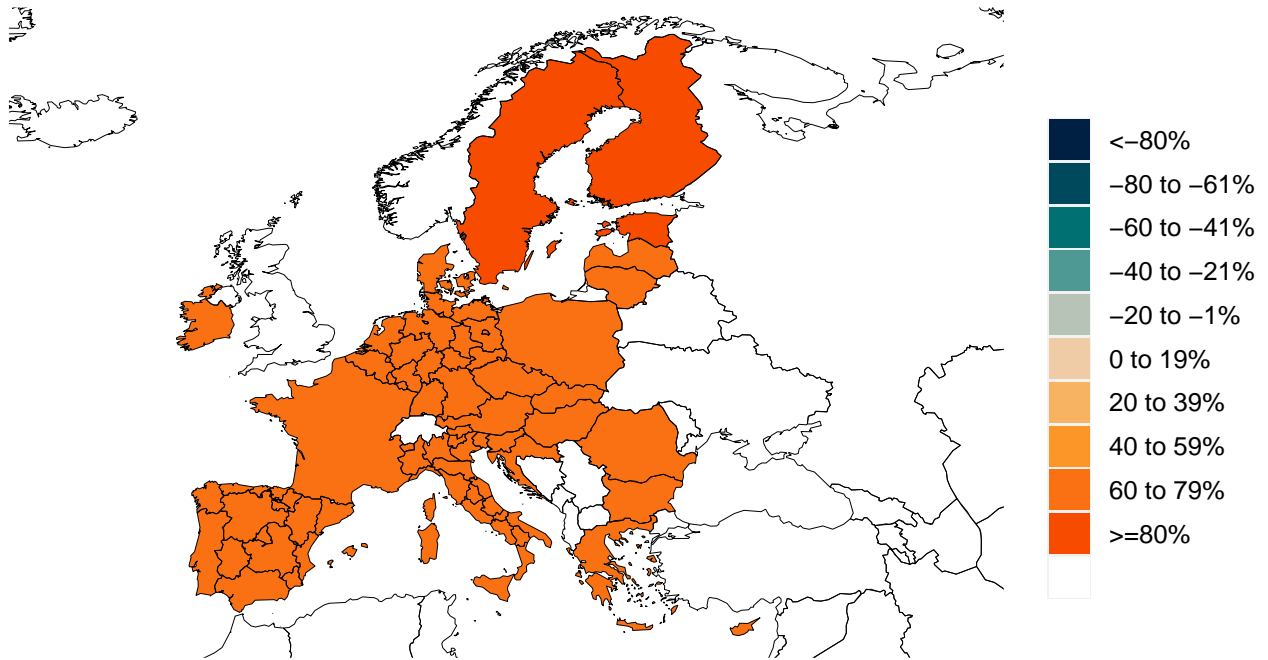 <−80%
−80 to −61%
−60 to −41%
−40 to −21%
−20 to −1%
0 to 19%
20 to 39%
40 to 59%
60 to 79%
>=80%